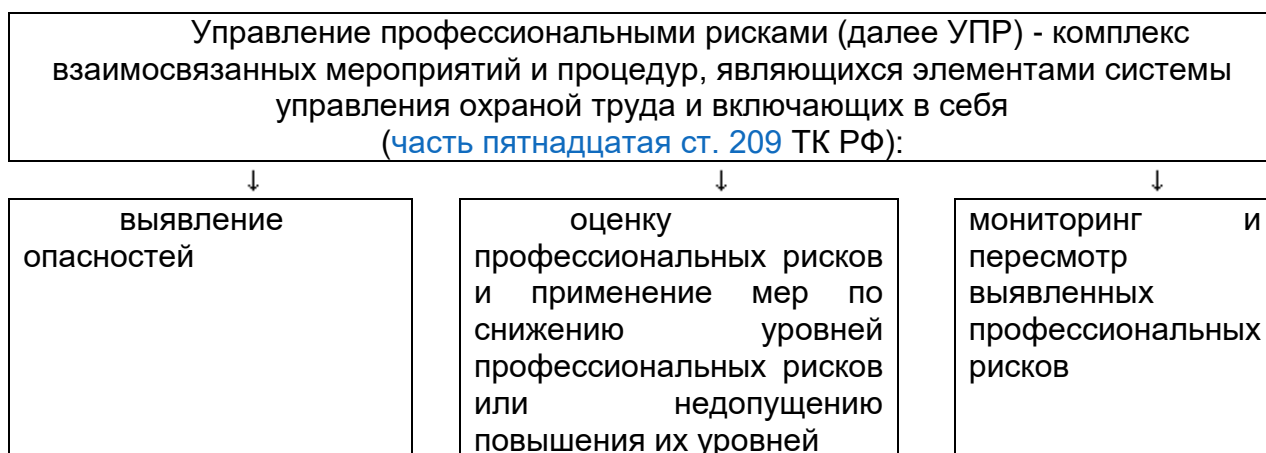 Управление профессиональными рисками (далее УПР) - комплекс
взаимосвязанных мероприятий и процедур, являющихся элементами системы
управления охраной труда и включающих в себя
(часть пятнадцатая ст. 209 ТК РФ):
↓ ↓ ↓
выявление
опасностей
оценку
профессиональных рисков
и применение мер по
снижению уровней
профессиональных рисков
или недопущению
повышения их уровней
мониторинг и
пересмотр
выявленных
профессиональных
рисков